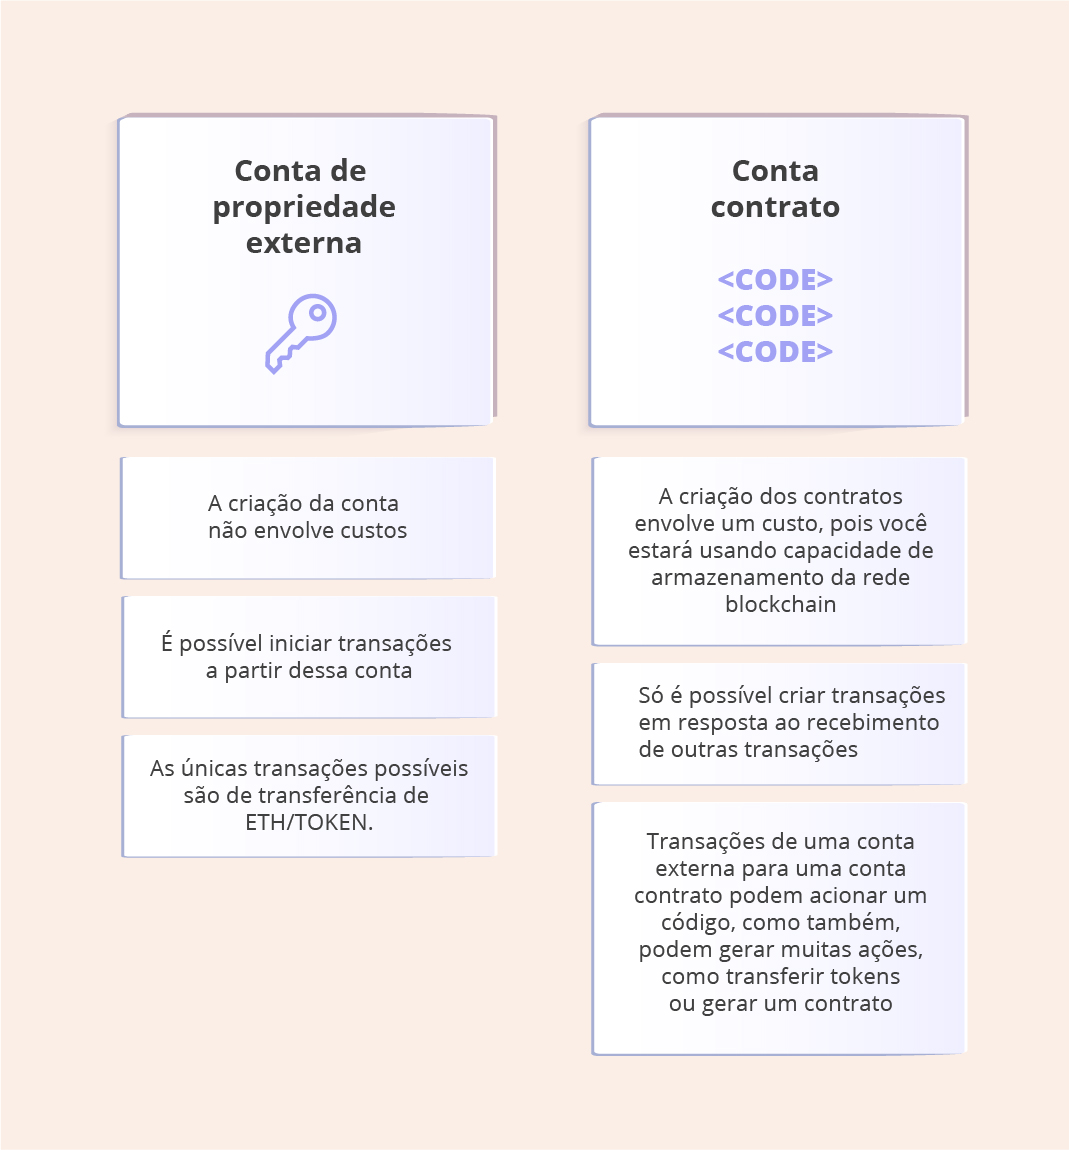 Conta de
propriedade
externa
A criação da conta
não envolve custos
É possível iniciar transações
a partir dessa conta
As únicas transações possíveis
são de transferência de
ETH/TOKEN.
Conta
contrato
<CODE>
<CODE>
<CODE>
A criação dos contratos
envolve um custo, pois você
estará usando capacidade de
armazenamento da rede
blockchain
Só é possível criar transações
em resposta ao recebimento
de outras transações
Transações de uma conta
externa para uma conta
contrato podem acionar um
código, como também,
podem gerar muitas ações,
como transferir tokens
ou gerar um contrato